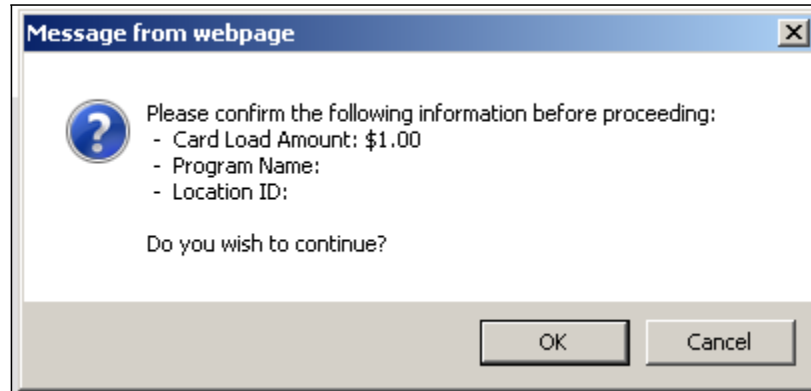 Message from webpage
Please confirm the following information before proceeding:
- Card Load Amount: $1.00
- Program Name:
- Location ID:
Do you wish to continue?
OK
Cancel